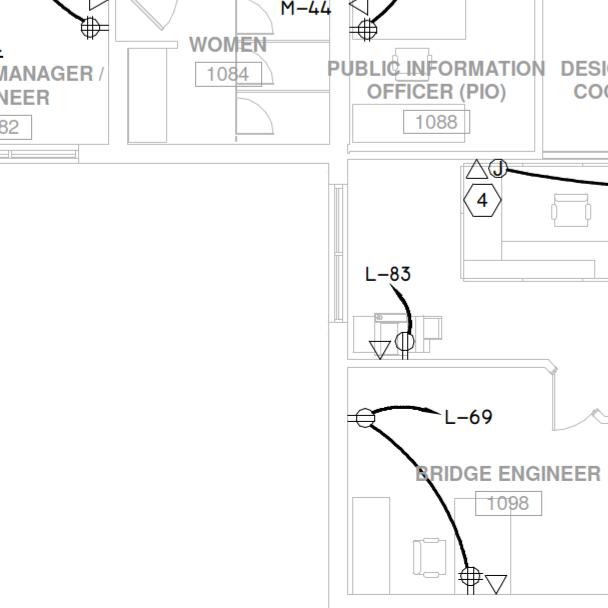 M-44
WOMEN
1084
MANAGER /
NEER
82
PUBLIC INFORMATION
OFFICER (PIO)
1088
DESI
COO
J
4
L-83
L-69
BRIDGE ENGINEER
1098